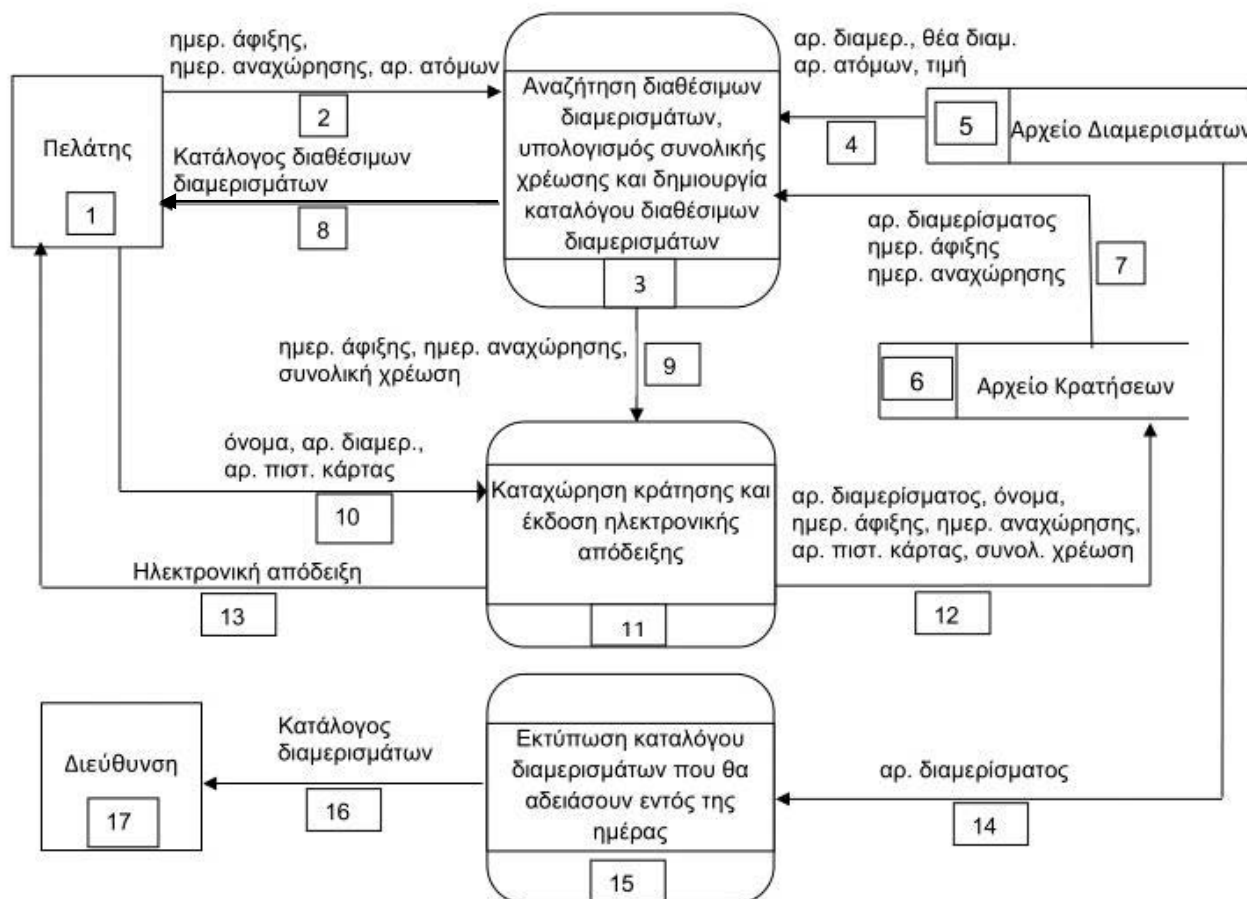 ημερ. άφιξης,
ημερ. αναχώρησης, αρ. ατόμων
2
Πελάτης
1
Κατάλογος διαθέσιμων
διαμερισμάτων
8
Αναζήτηση διαθέσιμων
διαμερισμάτων,
υπολογισμός συνολικής
χρέωσης και δημιουργία
καταλόγου διαθέσιμων
διαμερισμάτων
3
αρ. διαμερ., θέα διαμ.
αρ. ατόμων, τιμή
4
5
Αρχείο Διαμερισμάτων
αρ. διαμερίσματος
ημερ. άφιξης
ημερ. αναχώρησης
7
6
Αρχείο Κρατήσεων
ημερ. άφιξης, ημερ. αναχώρησης,
συνολική χρέωση
9
όνομα, αρ. διαμερ.,
αρ. πιστ. κάρτας
10
Καταχώρηση κράτησης και
έκδοση ηλεκτρονικής
απόδειξης
11
αρ. διαμερίσματος, όνομα,
ημερ. άφιξης, ημερ. αναχώρησης,
αρ. πιστ. κάρτας, συνολ. χρέωση
12
Ηλεκτρονική απόδειξη
13
Διεύθυνση
17
Κατάλογος
διαμερισμάτων
16
Εκτύπωση καταλόγου
διαμερισμάτων που θα
αδειάσουν εντός της
ημέρας
15
αρ. διαμερίσματος
14